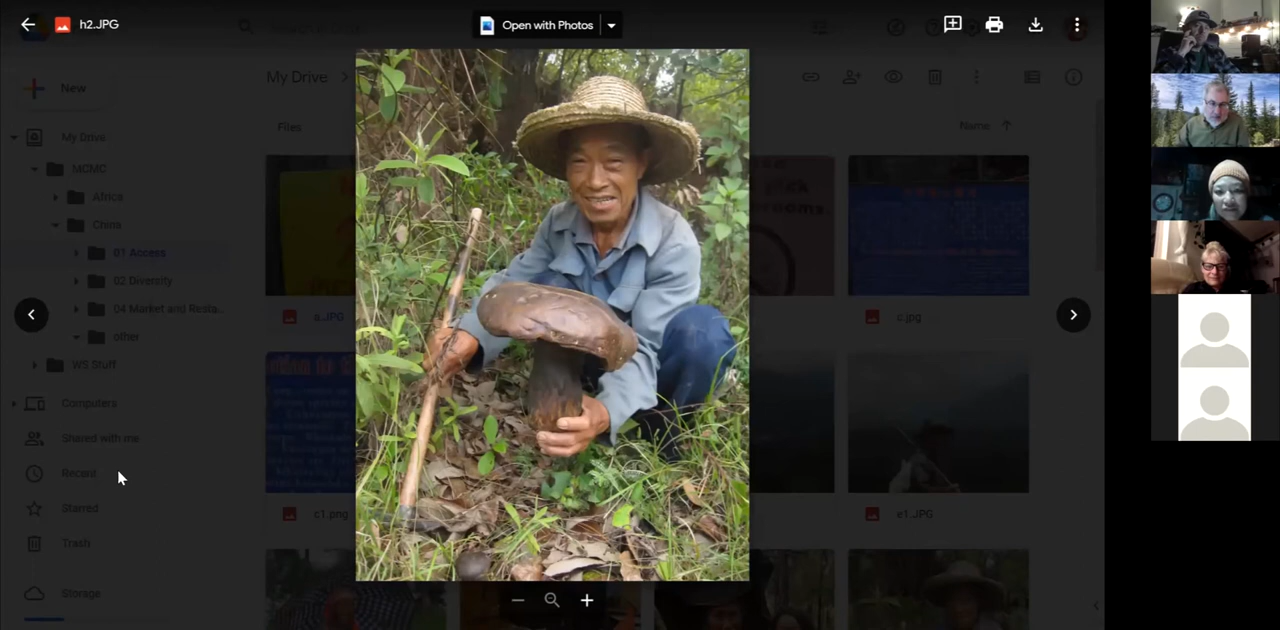 h2.JPG
Open with Photos
New
My Drive
Files
Name
My Drive
MCMC
Africa
China
01 Access
02 Diversity
04 Market and Resta...
other
WS Stuff
Computers
Shared with me
Recent
Starred
Trash
Storage
a.JPG
c.jpg
c1.png
e1.JPG